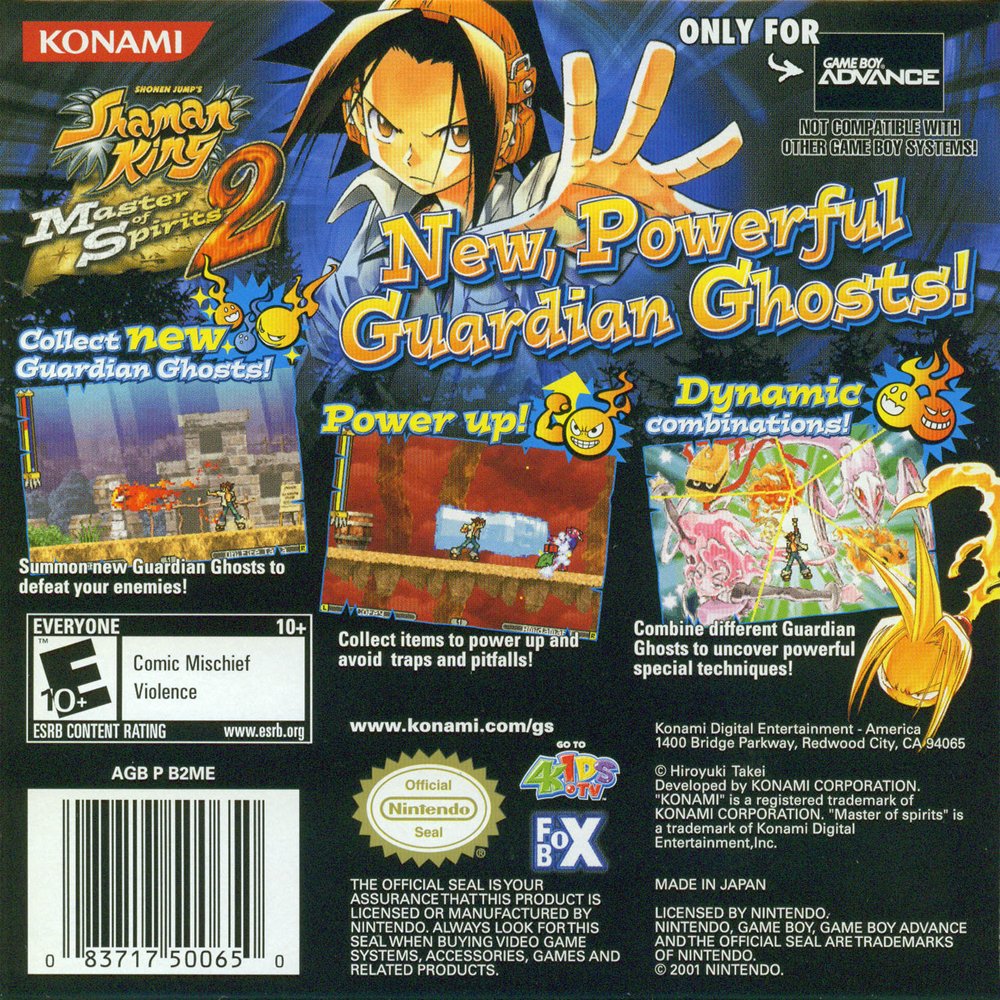 KONAMI
ONLY FOR
GAME BOY
ADVANCE
NOT COMPATIBLE WITH
OTHER GAME BOY SYSTEMS!
SHONEN JUMP'S
Shaman
King
Master
of
Spirits 2
New, Powerful
Guardian Ghosts!
Collect new
Guardian Ghosts!
Summon new Guardian Ghosts to
defeat your enemies!
Power up!
Collect items to power up and
avoid traps and pitfalls!
Dynamic
combinations!
Combine different Guardian
Ghosts to uncover powerful
special techniques!
EVERYONE 10+
TM
E
10+
Comic Mischief
Violence
ESRB CONTENT RATING www.esrb.org
AGB P B2ME
0 83717 50065 0
www.konami.com/gs
Official
Nintendo
Seal
®
GO TO
4KiDS
.TV
FOX
BOX
THE OFFICIAL SEAL IS YOUR
ASSURANCE THAT THIS PRODUCT IS
LICENSED OR MANUFACTURED BY
NINTENDO. ALWAYS LOOK FOR THIS
SEAL WHEN BUYING VIDEO GAME
SYSTEMS, ACCESSORIES, GAMES AND
RELATED PRODUCTS.
Konami Digital Entertainment - America
1400 Bridge Parkway, Redwood City, CA 94065
© Hiroyuki Takei
Developed by KONAMI CORPORATION.
"KONAMI" is a registered trademark of
KONAMI CORPORATION. "Master of spirits" is
a trademark of Konami Digital
Entertainment,Inc.
MADE IN JAPAN
LICENSED BY NINTENDO.
NINTENDO, GAME BOY, GAME BOY ADVANCE
AND THE OFFICIAL SEAL ARE TRADEMARKS
OF NINTENDO.
© 2001 NINTENDO.